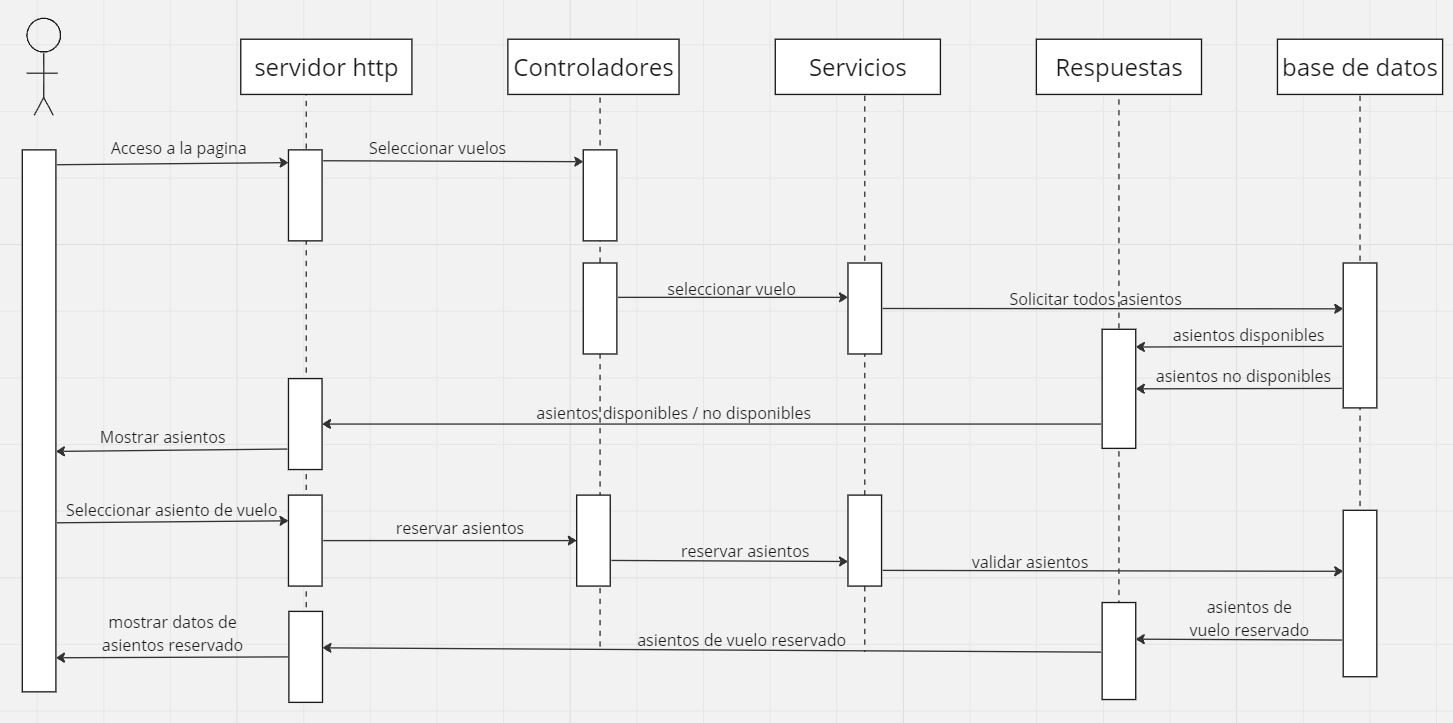 servidor http
Controladores
Servicios
Respuestas
base de datos
Acceso a la pagina
Seleccionar vuelos
seleccionar vuelo
Solicitar todos asientos
asientos disponibles
asientos no disponibles
asientos disponibles / no disponibles
Mostrar asientos
Seleccionar asiento de vuelo
reservar asientos
reservar asientos
validar asientos
asientos de
vuelo reservado
asientos de vuelo reservado
mostrar datos de
asientos reservado